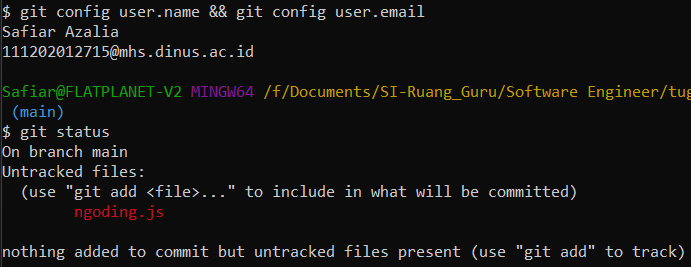 $ git config user.name && git config user.email
Safiar Azalia
111202012715@mhs.dinus.ac.id
Safiar@FLATPLANET-V2 MINGW64 /f/Documents/SI-Ruang_Guru/Software Engineer/tug
(main)
$ git status
On branch main
Untracked files:
(use "git add <file>..." to include in what will be committed)
ngoding.js
nothing added to commit but untracked files present (use "git add" to track)